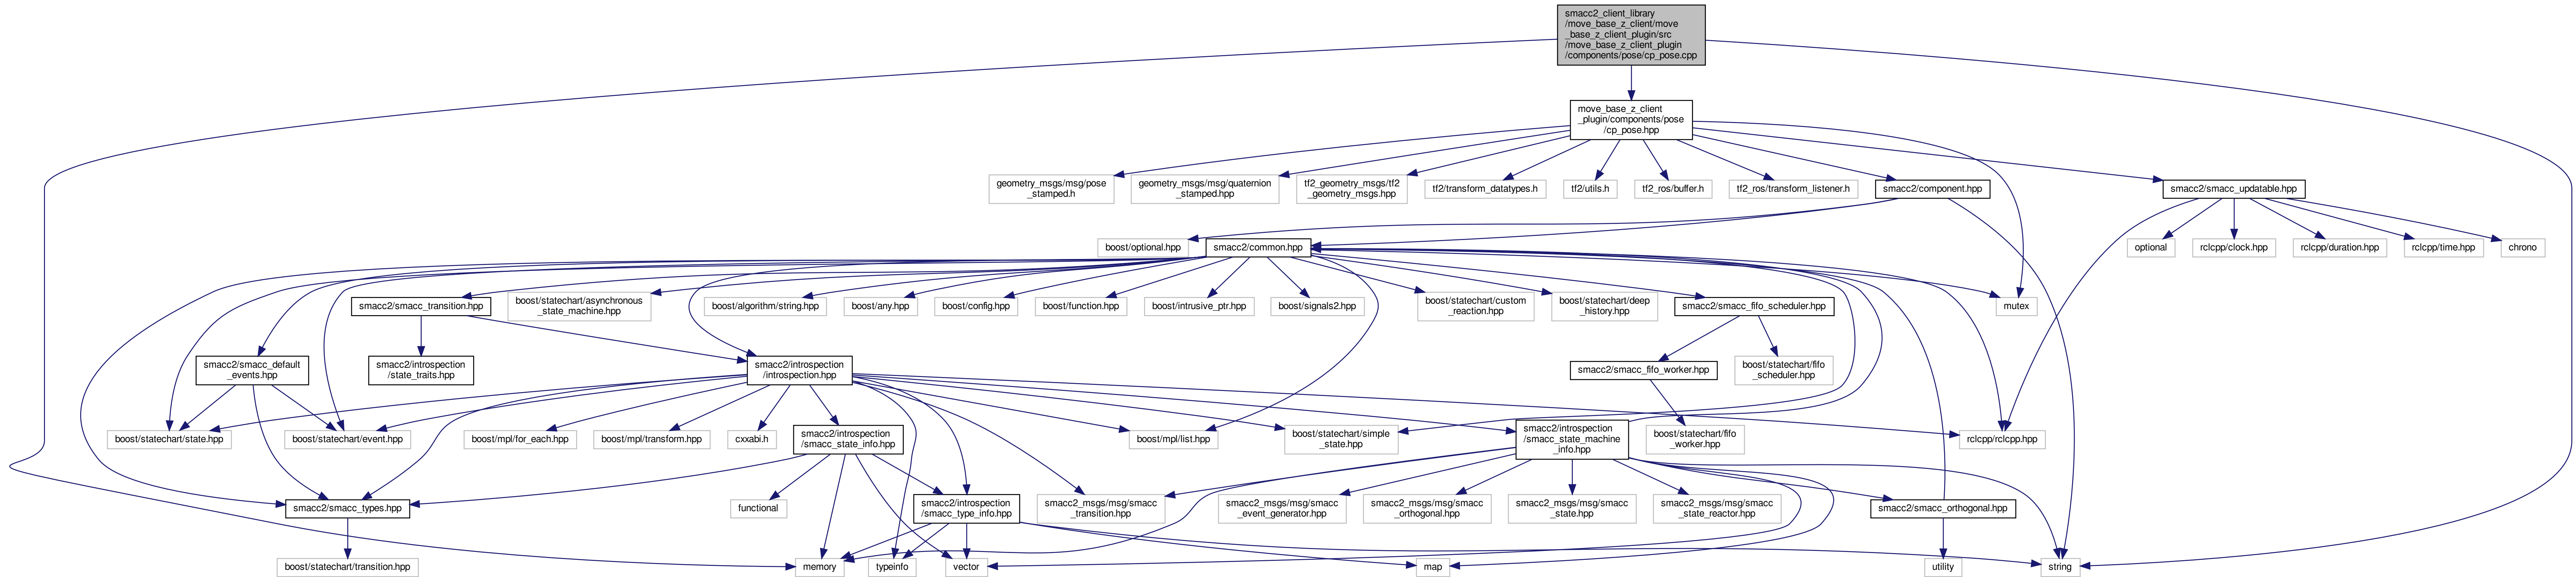 smacc2_client_library
/move_base_z_client/move
_base_z_client_plugin/src
/move_base_z_client_plugin
/components/pose/cp_pose.cpp
move_base_z_client
_plugin/components/pose
/cp_pose.hpp
geometry_msgs/msg/pose
_stamped.h
geometry_msgs/msg/quaternion
_stamped.hpp
tf2_geometry_msgs/tf2
_geometry_msgs.hpp
tf2/transform_datatypes.h
tf2/utils.h
tf2_ros/buffer.h
tf2_ros/transform_listener.h
smacc2/component.hpp
smacc2/smacc_updatable.hpp
boost/optional.hpp
smacc2/common.hpp
optional
rclcpp/clock.hpp
rclcpp/duration.hpp
rclcpp/time.hpp
chrono
smacc2/smacc_transition.hpp
boost/statechart/asynchronous
_state_machine.hpp
boost/algorithm/string.hpp
boost/any.hpp
boost/config.hpp
boost/function.hpp
boost/intrusive_ptr.hpp
boost/signals2.hpp
boost/statechart/custom
_reaction.hpp
boost/statechart/deep
_history.hpp
smacc2/smacc_fifo_scheduler.hpp
mutex
smacc2/smacc_default
_events.hpp
smacc2/introspection
/state_traits.hpp
smacc2/introspection
/introspection.hpp
smacc2/smacc_fifo_worker.hpp
boost/statechart/fifo
_scheduler.hpp
boost/statechart/state.hpp
boost/statechart/event.hpp
boost/mpl/for_each.hpp
boost/mpl/transform.hpp
cxxabi.h
smacc2/introspection
/smacc_state_info.hpp
boost/mpl/list.hpp
boost/statechart/simple
_state.hpp
smacc2/introspection
/smacc_state_machine
_info.hpp
boost/statechart/fifo
_worker.hpp
rclcpp/rclcpp.hpp
smacc2/smacc_types.hpp
functional
smacc2/introspection
/smacc_type_info.hpp
smacc2_msgs/msg/smacc
_transition.hpp
smacc2_msgs/msg/smacc
_event_generator.hpp
smacc2_msgs/msg/smacc
_orthogonal.hpp
smacc2_msgs/msg/smacc
_state.hpp
smacc2_msgs/msg/smacc
_state_reactor.hpp
smacc2/smacc_orthogonal.hpp
boost/statechart/transition.hpp
memory
typeinfo
vector
map
utility
string